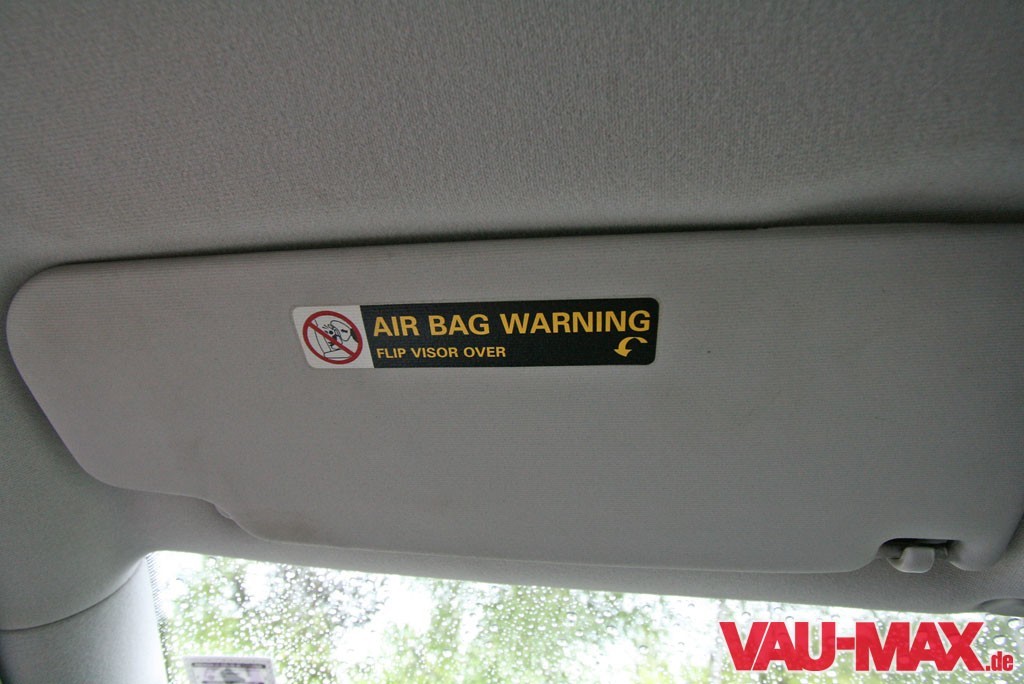 AIR BAG WARNING
FLIP VISOR OVER
VAU-MAX.de